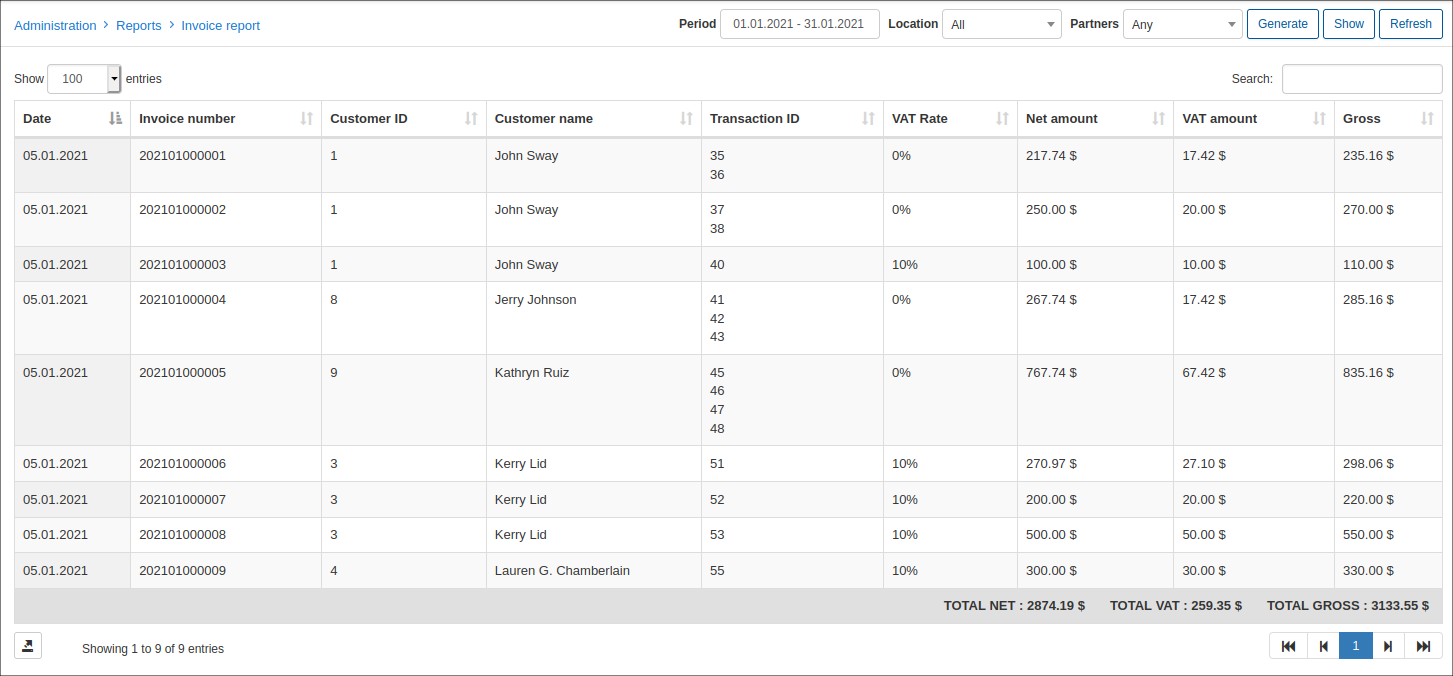 Administration > Reports > Invoice report Period 01.01.2021 - 31.01.2021 Location All Partners Any Generate Show Refresh
Show 100 entries Search:
Date Invoice number Customer ID Customer name Transaction ID VAT Rate Net amount VAT amount Gross
05.01.2021 202101000001 1 John Sway 35 0% 217.74 $ 17.42 $ 235.16 $
36
05.01.2021 202101000002 1 John Sway 37 0% 250.00 $ 20.00 $ 270.00 $
38
05.01.2021 202101000003 1 John Sway 40 10% 100.00 $ 10.00 $ 110.00 $
05.01.2021 202101000004 8 Jerry Johnson 41 0% 267.74 $ 17.42 $ 285.16 $
42
43
05.01.2021 202101000005 9 Kathryn Ruiz 45 0% 767.74 $ 67.42 $ 835.16 $
46
47
48
05.01.2021 202101000006 3 Kerry Lid 51 10% 270.97 $ 27.10 $ 298.06 $
05.01.2021 202101000007 3 Kerry Lid 52 10% 200.00 $ 20.00 $ 220.00 $
05.01.2021 202101000008 3 Kerry Lid 53 10% 500.00 $ 50.00 $ 550.00 $
05.01.2021 202101000009 4 Lauren G. Chamberlain 55 10% 300.00 $ 30.00 $ 330.00 $
TOTAL NET : 2874.19 $ TOTAL VAT : 259.35 $ TOTAL GROSS : 3133.55 $
Showing 1 to 9 of 9 entries 1